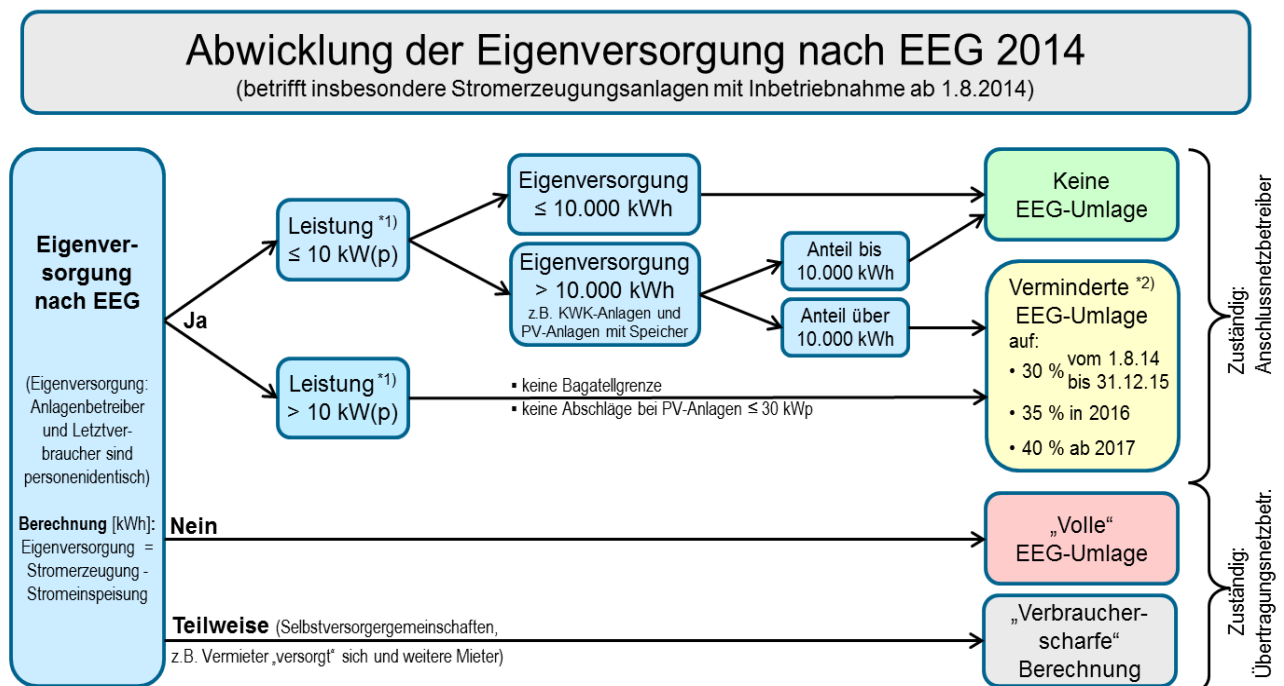 Abwicklung der Eigenversorgung nach EEG 2014
(betrifft insbesondere Stromerzeugungsanlagen mit Inbetriebnahme ab 1.8.2014)
Eigenver-
sorgung
nach EEG
(Eigenversorgung:
Anlagenbetreiber
und Letztver-
braucher sind
personenidentisch)
Berechnung [kWh]:
Eigenversorgung =
Stromerzeugung -
Stromeinspeisung
Ja
Leistung *1)
≤ 10 kW(p)
Eigenversorgung
≤ 10.000 kWh
Eigenversorgung
> 10.000 kWh
z.B. KWK-Anlagen und
PV-Anlagen mit Speicher
Anteil bis
10.000 kWh
Anteil über
10.000 kWh
Keine
EEG-Umlage
Leistung *1)
> 10 kW(p)
▪ keine Bagatellgrenze
▪ keine Abschläge bei PV-Anlagen ≤ 30 kWp
Verminderte *2)
EEG-Umlage
auf:
• 30 % vom 1.8.14
bis 31.12.15
• 35 % in 2016
• 40 % ab 2017
Zuständig:
Anschlussnetzbetreiber
Nein
„Volle“
EEG-Umlage
Teilweise (Selbstversorgergemeinschaften,
z.B. Vermieter „versorgt“ sich und weitere Mieter)
„Verbraucher-
scharfe“
Berechnung
Zuständig:
Übertragungsnetzbetr.